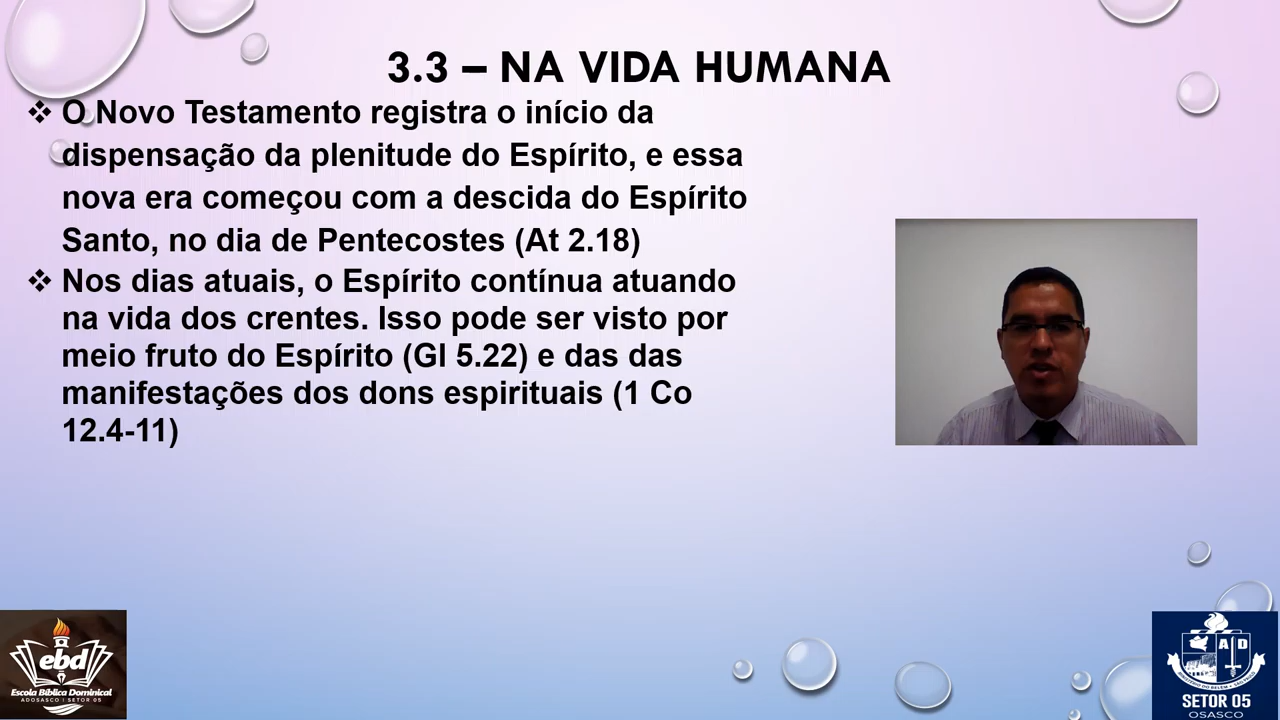 3.3 – NA VIDA HUMANA
❖ O Novo Testamento registra o início da
dispensação da plenitude do Espírito, e essa
nova era começou com a descida do Espírito
Santo, no dia de Pentecostes (At 2.18)
❖ Nos dias atuais, o Espírito contínua atuando
na vida dos crentes. Isso pode ser visto por
meio fruto do Espírito (Gl 5.22) e das das
manifestações dos dons espirituais (1 Co
12.4-11)
ebd
Escola Bíblica Dominical
ADOSASCO | SETOR 05
A D
SETOR 05
OSASCO